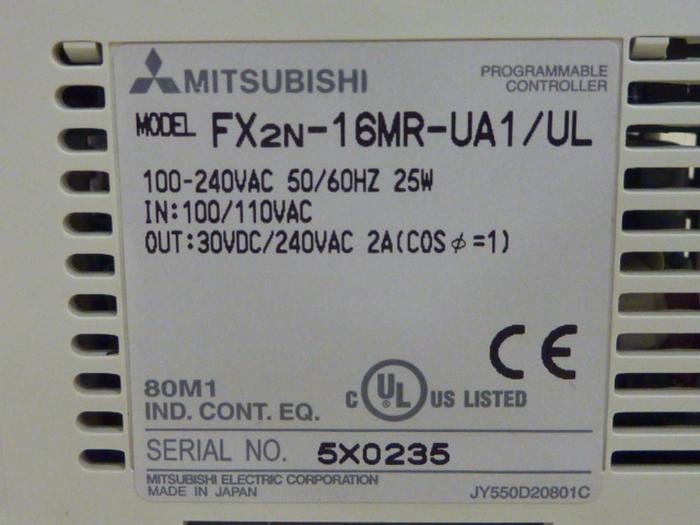 MITSUBISHI
PROGRAMMABLE
CONTROLLER
MODEL FX2N-16MR-UA1/UL
100-240VAC 50/60HZ 25W
IN:100/110VAC
OUT:30VDC/240VAC 2A(COS φ =1)
CE
80M1
IND. CONT. EQ.
C UL ® US LISTED
SERIAL NO. 5X0235
MITSUBISHI ELECTRIC CORPORATION
MADE IN JAPAN
JY550D20801C